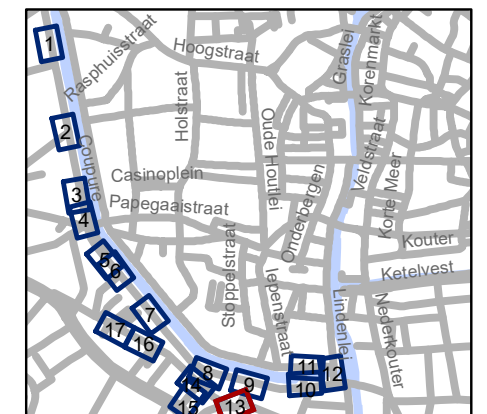 1
Rasphuisstraat
Hoogstraat
Graslei
Korenmarkt
2
Coupure
Holstraat
Oude Houtlei
Onderbergen
Veldstraat
Korte Meer
3
Casinoplein
4
Papegaaistraat
Kouter
Ketelvest
5
6
Stoppelstraat
Iepenstraat
Lindenlei
Nederkouter
7
17
16
8
11
12
14
9
10
15
13